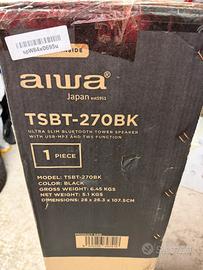 aiwa
Japan est1951
TSBT-270BK
ULTRA SLIM BLUETOOTH TOWER SPEAKER
WITH USB-MP3 AND TWS FUNCTION
1 PIECE
MODEL: TSBT-270BK
COLOR: BLACK
GROSS WEIGHT: 6.45 KGS
NET WEIGHT: 5.1 KGS
DIMENSIONS: 28 x 26.3 x 107.5CM
subito